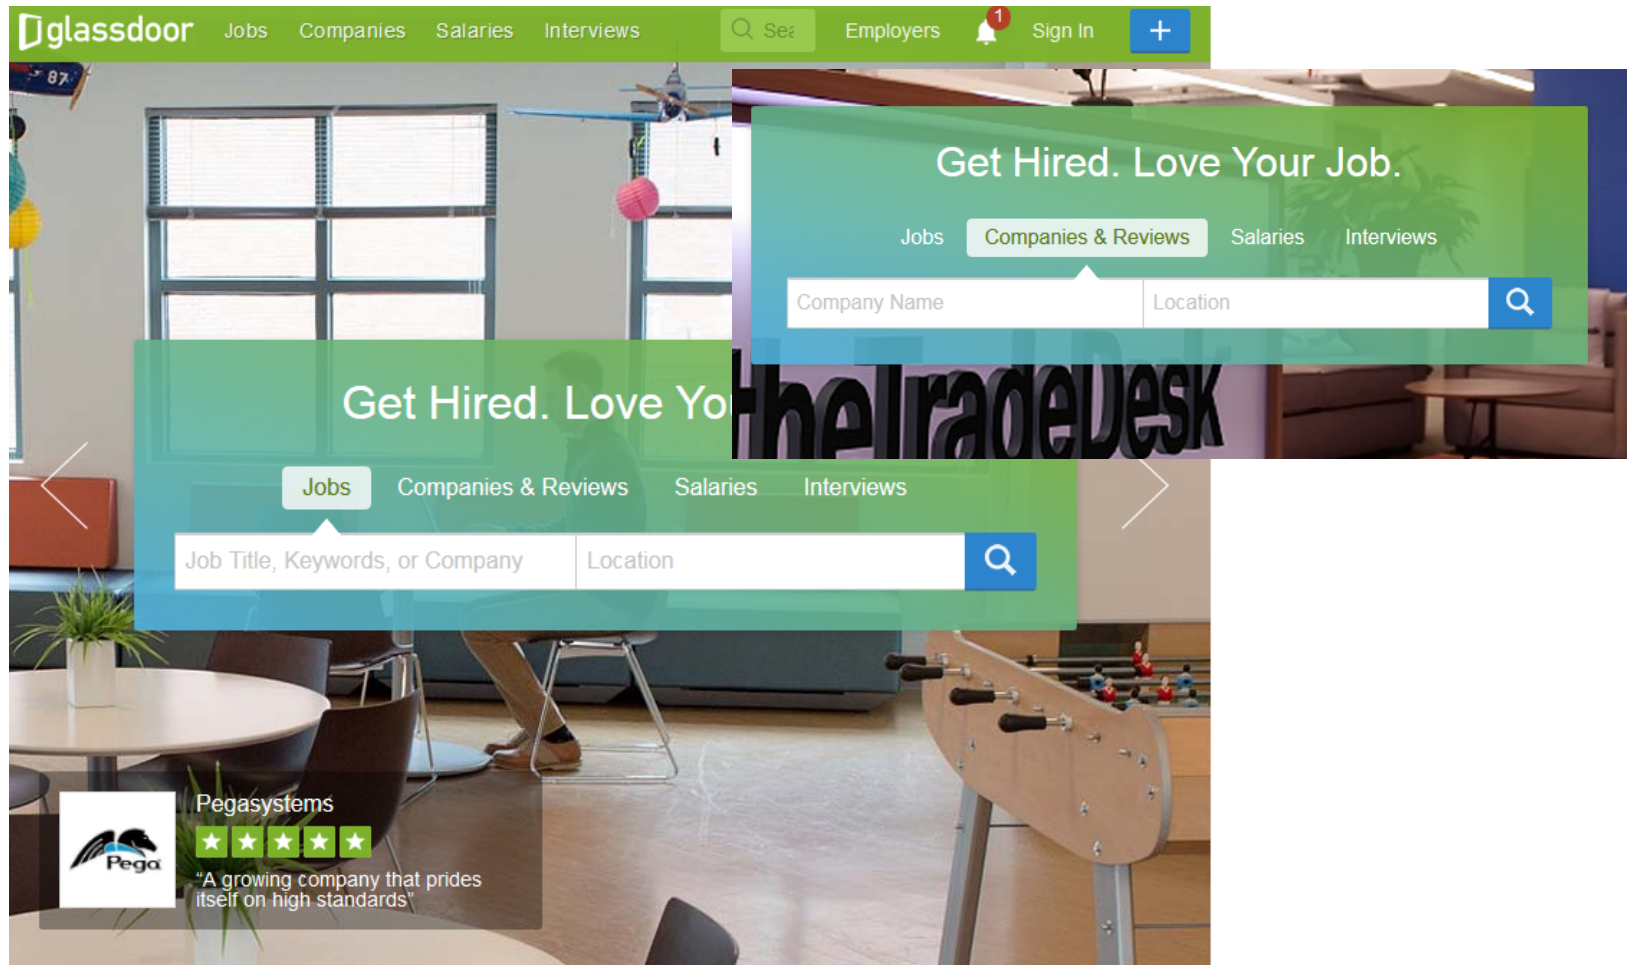 glassdoor Jobs Companies Salaries Interviews Employers 1 Sign In
87
Get Hired. Love Your Job.
Jobs Companies & Reviews Salaries Interviews
Company Name Location
theTradeDesk
Get Hired. Love
Jobs Companies & Reviews Salaries Interviews
Job Title, Keywords, or Company Location
Pegasystems
Pega
“A growing company that prides
itself on high standards”